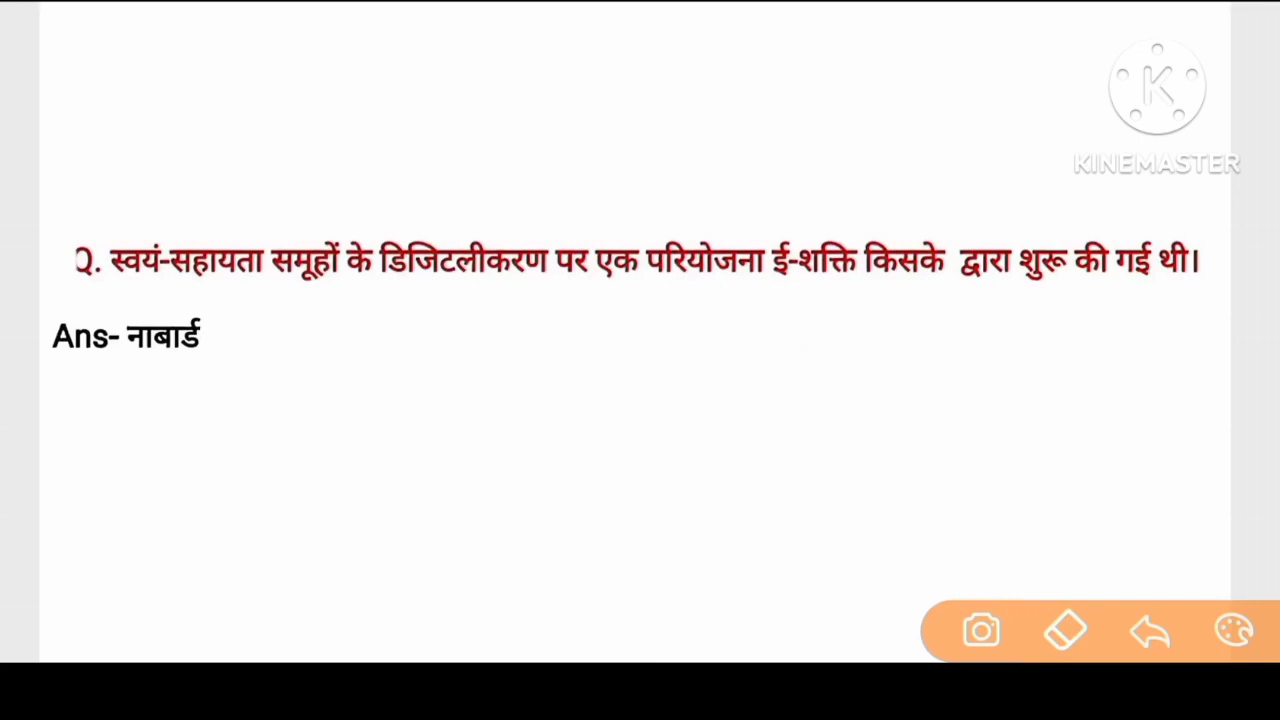 KINEMASTER
Q. स्वयं-सहायता समूहों के डिजिटलीकरण पर एक परियोजना ई-शक्ति किसके द्वारा शुरू की गई थी।
Ans- नाबार्ड